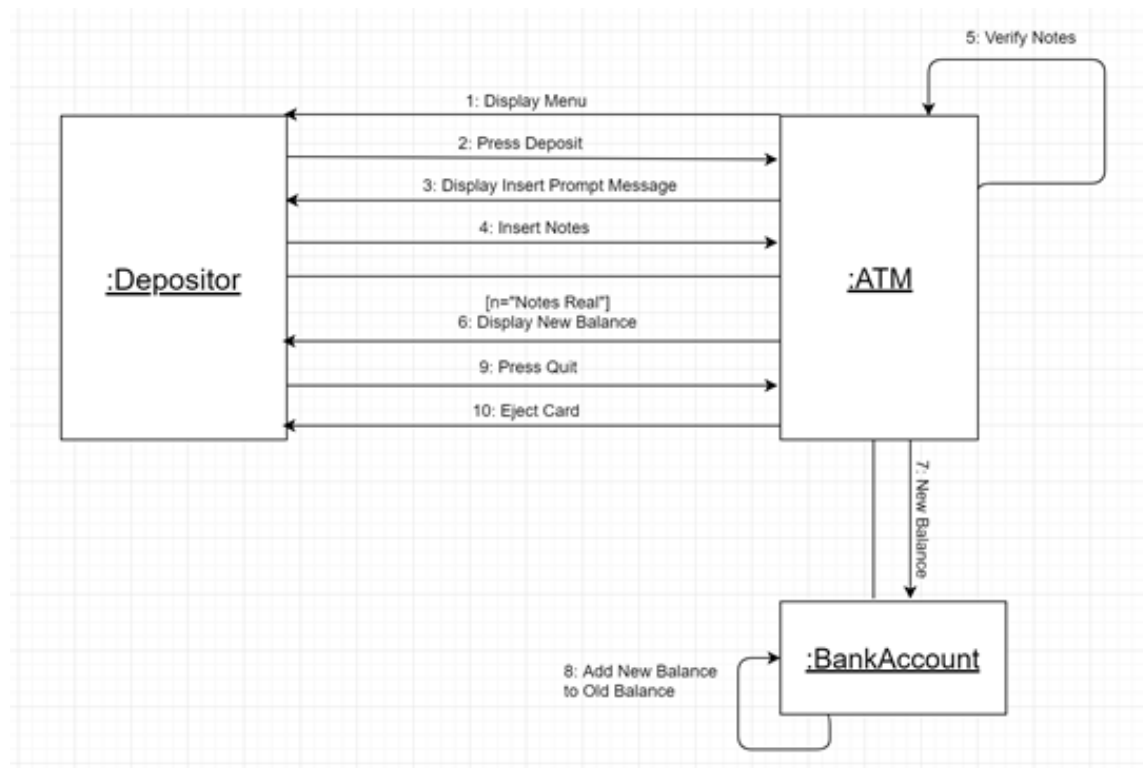 5: Verify Notes
1: Display Menu
2: Press Deposit
3: Display Insert Prompt Message
4: Insert Notes
:Depositor
:ATM
[n="Notes Real"]
6: Display New Balance
9: Press Quit
10: Eject Card
7: New Balance
:BankAccount
8: Add New Balance
to Old Balance